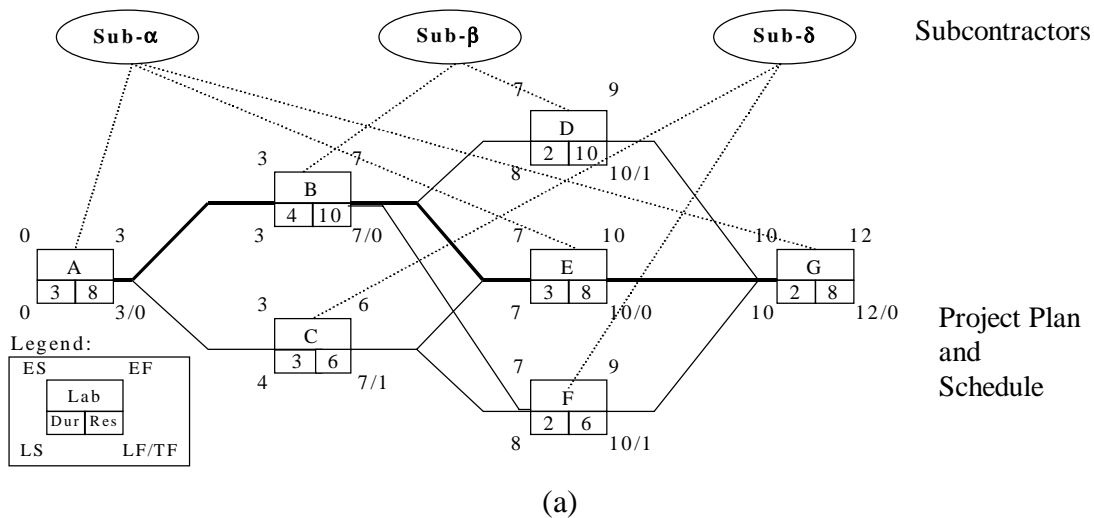 Sub-α
Sub-β
Sub-δ
Subcontractors
7 9
D
2 10
8 10/1
3 7
B
4 10
3 7/0
0 3
A
3 8
0 3/0
7 10
E
3 8
7 10/0
10 12
G
2 8
10 12/0
3 6
C
3 6
4 7/1
7 9
F
2 6
8 10/1
Project Plan
and
Schedule
Legend:
ES EF
Lab
Dur Res
LS LF/TF
(a)